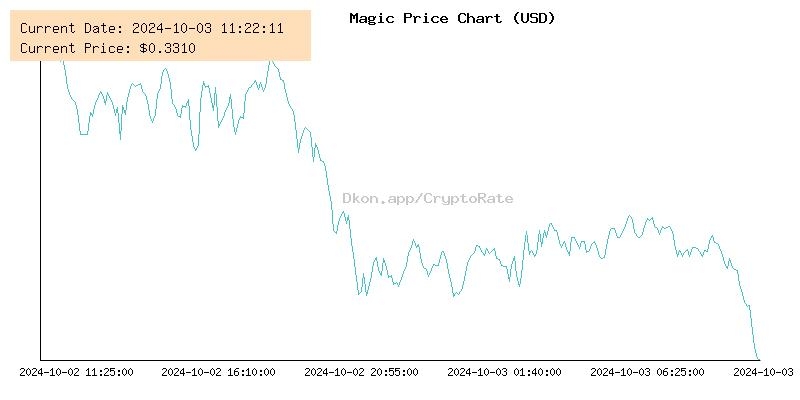 Magic Price Chart (USD)
Current Date: 2024-10-03 11:22:11
Current Price: $0.3310
Dkon.app/CryptoRate
2024-10-02 11:25:00 2024-10-02 16:10:00 2024-10-02 20:55:00 2024-10-03 01:40:00 2024-10-03 06:25:00 2024-10-03